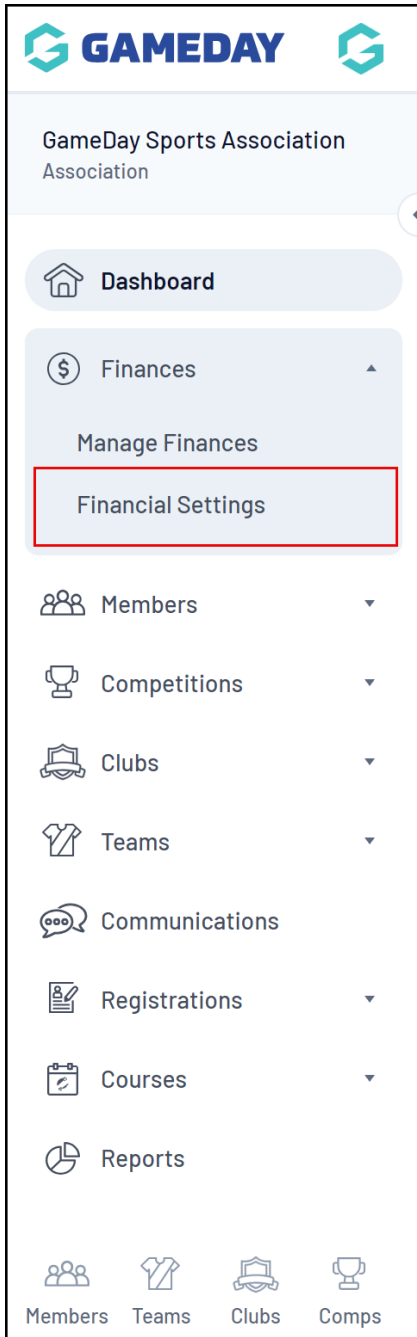 GAMEDAY
GameDay Sports Association
Association
Dashboard
Finances
Manage Finances
Financial Settings
Members
Competitions
Clubs
Teams
Communications
Registrations
Courses
Reports
Members Teams Clubs Comps